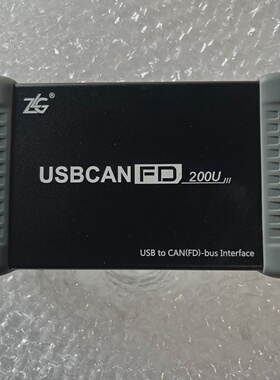 ZLG®
USBCANFD 200U
USB to CAN(FD)-bus Interface